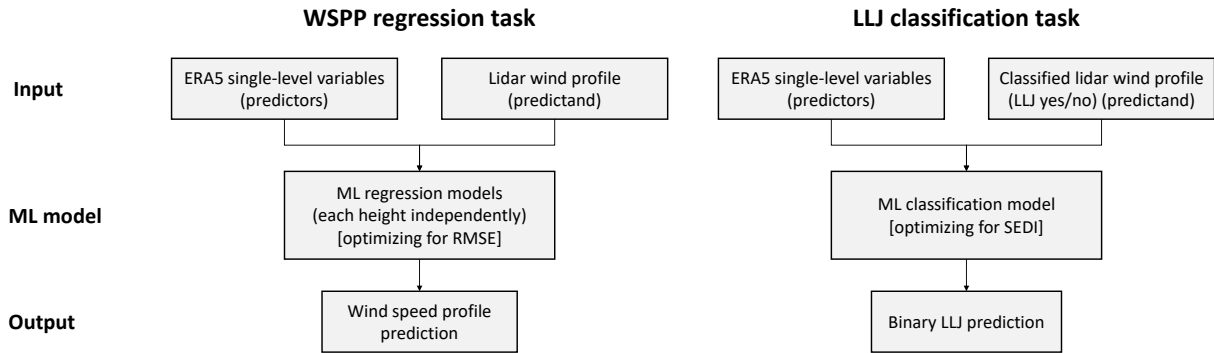 WSPP regression task
LLJ classification task
Input
ERA5 single-level variables
(predictors)
Lidar wind profile
(predictand)
ERA5 single-level variables
(predictors)
Classified lidar wind profile
(LLJ yes/no) (predictand)
ML model
ML regression models
(each height independently)
[optimizing for RMSE]
ML classification model
[optimizing for SEDI]
Output
Wind speed profile
prediction
Binary LLJ prediction